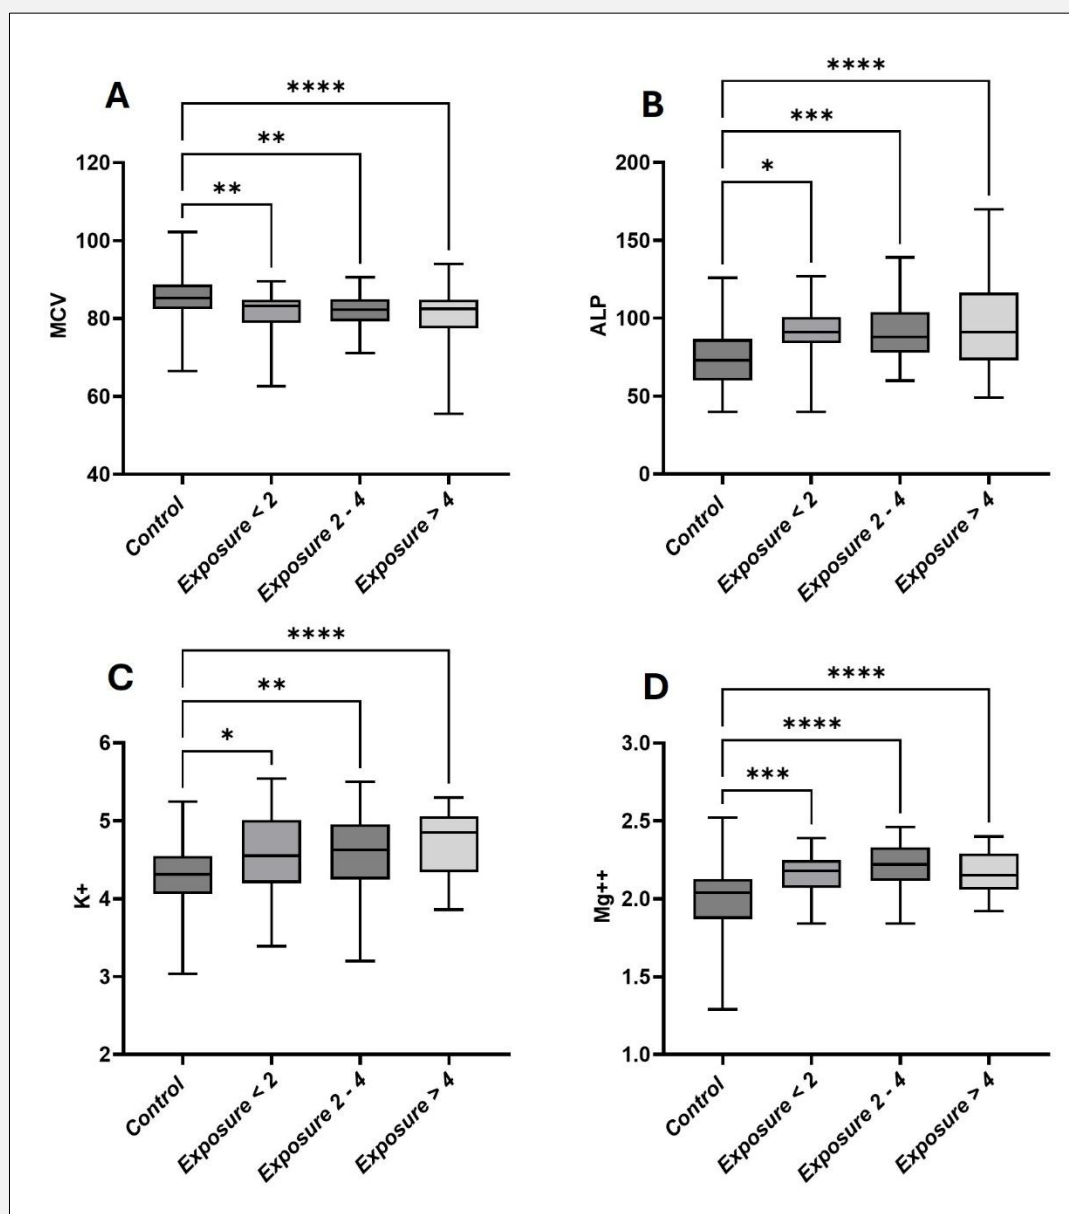 A
****
**
**
120
100
80
60
40
MCV
Control
Exposure < 2
Exposure 2 - 4
Exposure > 4
B
****
***
*
200
150
100
50
0
ALP
Control
Exposure < 2
Exposure 2 - 4
Exposure > 4
C
****
**
*
6
5
4
3
2
K+
Control
Exposure < 2
Exposure 2 - 4
Exposure > 4
D
****
****
***
3.0
2.5
2.0
1.5
1.0
Mg++
Control
Exposure < 2
Exposure 2 - 4
Exposure > 4